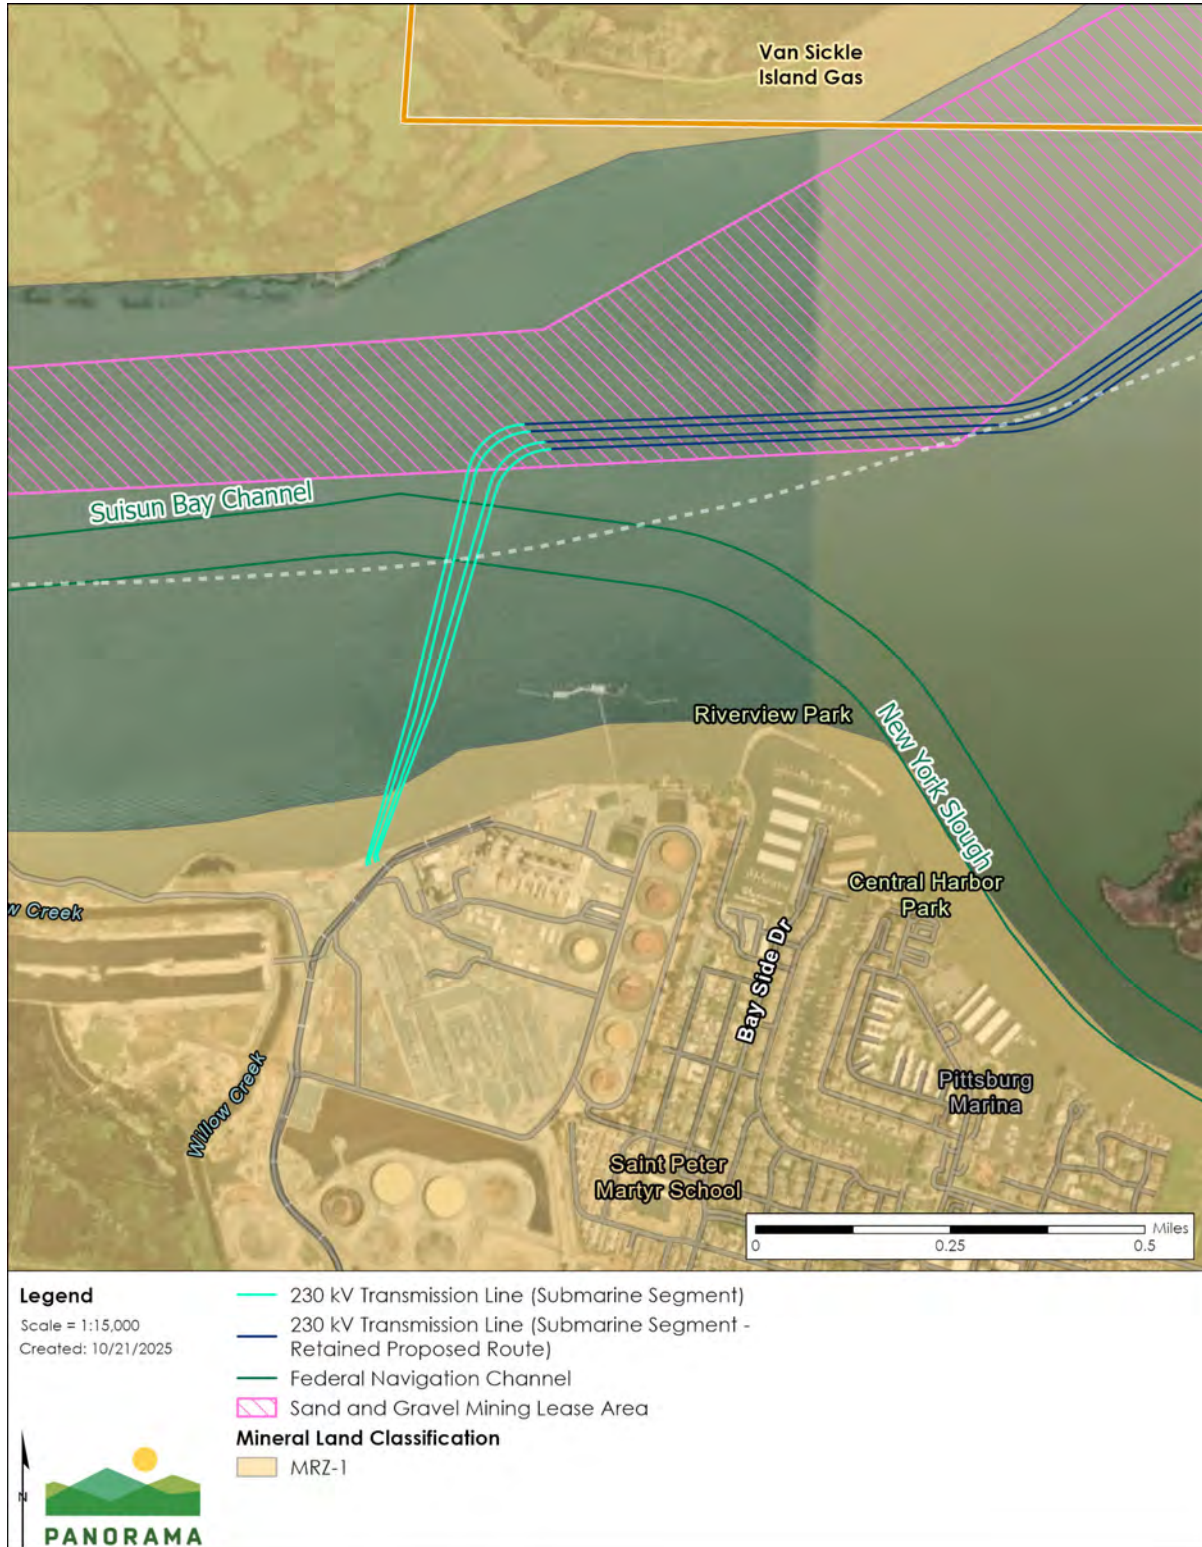 Van Sickle
Island Gas
Suisun Bay Channel
Riverview Park
New York Slough
Central Harbor
Park
w Creek
Bay Side Dr
Willow Creek
Pittsburg
Marina
Saint Peter
Martyr School
Miles
0 0.25 0.5
Legend
Scale = 1:15,000
Created: 10/21/2025
230 kV Transmission Line (Submarine Segment)
230 kV Transmission Line (Submarine Segment -
Retained Proposed Route)
Federal Navigation Channel
Sand and Gravel Mining Lease Area
Mineral Land Classification
MRZ-1
N
PANORAMA